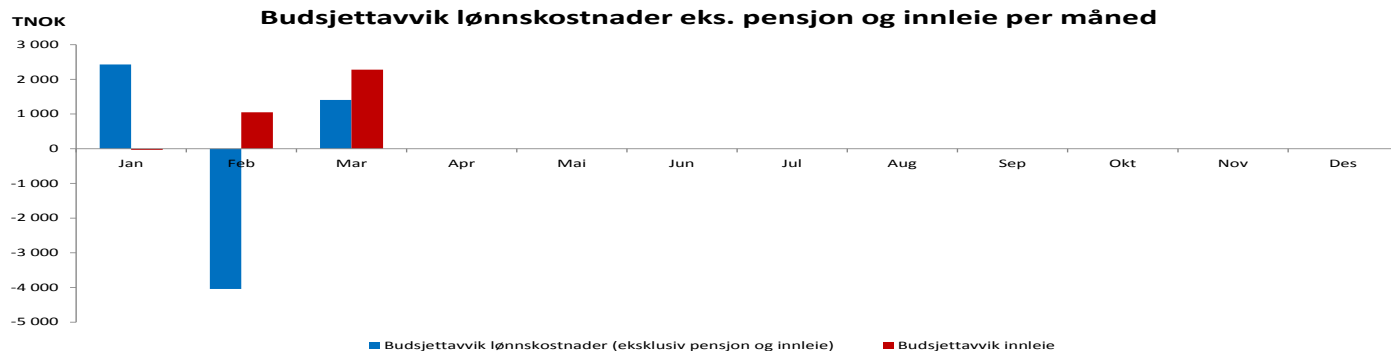 Budsjettavvik lønnskostnader eks. pensjon og innleie per måned
TNOK
3 000
2 000
1 000
0
-1 000
-2 000
-3 000
-4 000
-5 000
Jan Feb Mar Apr Mai Jun Jul Aug Sep Okt Nov Des
Budsjettavvik lønnskostnader (eksklusiv pensjon og innleie) Budsjettavvik innleie